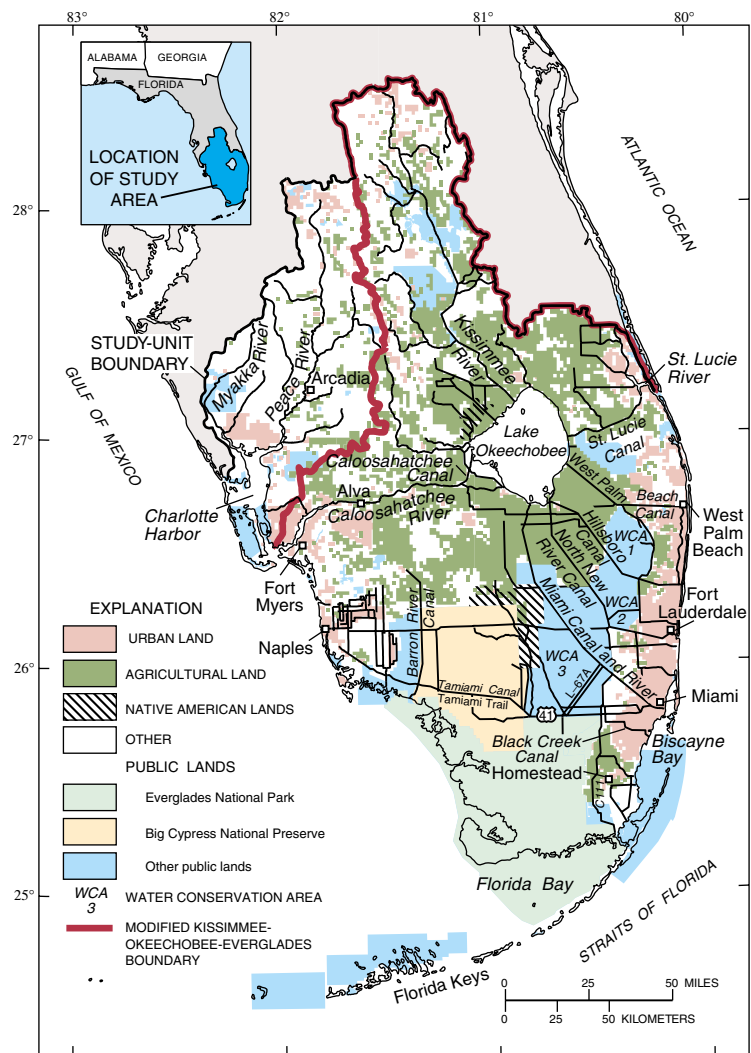 83°
82°
81°
80°
ALABAMA
GEORGIA
FLORIDA
LOCATION
OF STUDY
AREA
ATLANTIC OCEAN
28°
STUDY-UNIT
BOUNDARY
Myakka River
Peace River
Arcadia
Kissimmee
River
St. Lucie
River
GULF OF MEXICO
27°
Lake
Okeechobee
St. Lucie
Canal
Caloosahatchee
Canal
West Palm
Beach
Canal
Alva
Caloosahatchee
River
West
Palm
Beach
Charlotte
Harbor
Hillsboro
Canal
WCA
1
North New
River Canal
Fort
Myers
EXPLANATION
URBAN LAND
Naples
Barron River
Canal
Miami Canal and River
WCA
2
Fort
Lauderdale
26°
AGRICULTURAL LAND
WCA
3
L–67A
NATIVE AMERICAN LANDS
Tamiami Canal
Tamiami Trail
41
Miami
OTHER
Black Creek
Canal
Biscayne
Bay
PUBLIC LANDS
Homestead
C111
Everglades National Park
Big Cypress National Preserve
Other public lands
25°
WCA
3
WATER CONSERVATION AREA
Florida Bay
STRAITS OF FLORIDA
MODIFIED KISSIMMEE-
OKEECHOBEE-EVERGLADES
BOUNDARY
Florida Keys
0 25 50 MILES
0 25 50 KILOMETERS